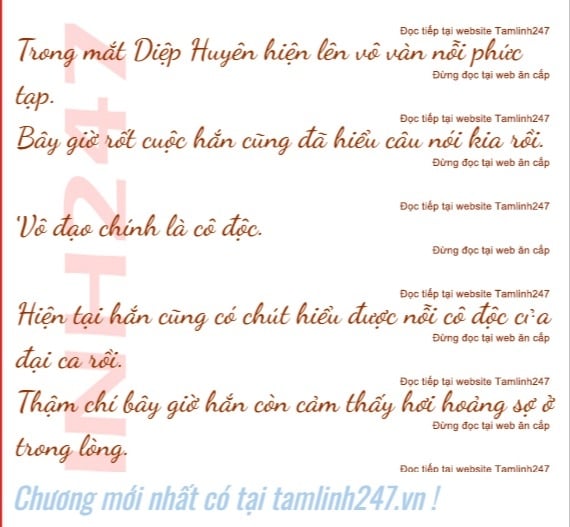 Đọc tiếp tại website Tamlinh247
Trong mắt Diệp Huyên hiện lên vô vàn nỗi phức
Đừng đọc tại web ăn cắp
tạp.
Đọc tiếp tại website Tamlinh247
Bây giờ rốt cuộc hắn cũng đã hiểu câu nói kia rồi.
Đừng đọc tại web ăn cắp
Đọc tiếp tại website Tamlinh247
'Vô đạo chính là cô độc.
Đừng đọc tại web ăn cắp
Đọc tiếp tại website Tamlinh247
Hiện tại hắn cũng có chút hiểu được nỗi cô độc của
Đừng đọc tại web ăn cắp
đại ca rồi.
Đọc tiếp tại website Tamlinh247
Thậm chí bây giờ hắn còn cảm thấy hơi hoảng sợ ở
Đừng đọc tại web ăn cắp
trong lòng.
Đọc tiếp tại website Tamlinh247
Chương mới nhất có tại tamlinh247.vn !
INH247